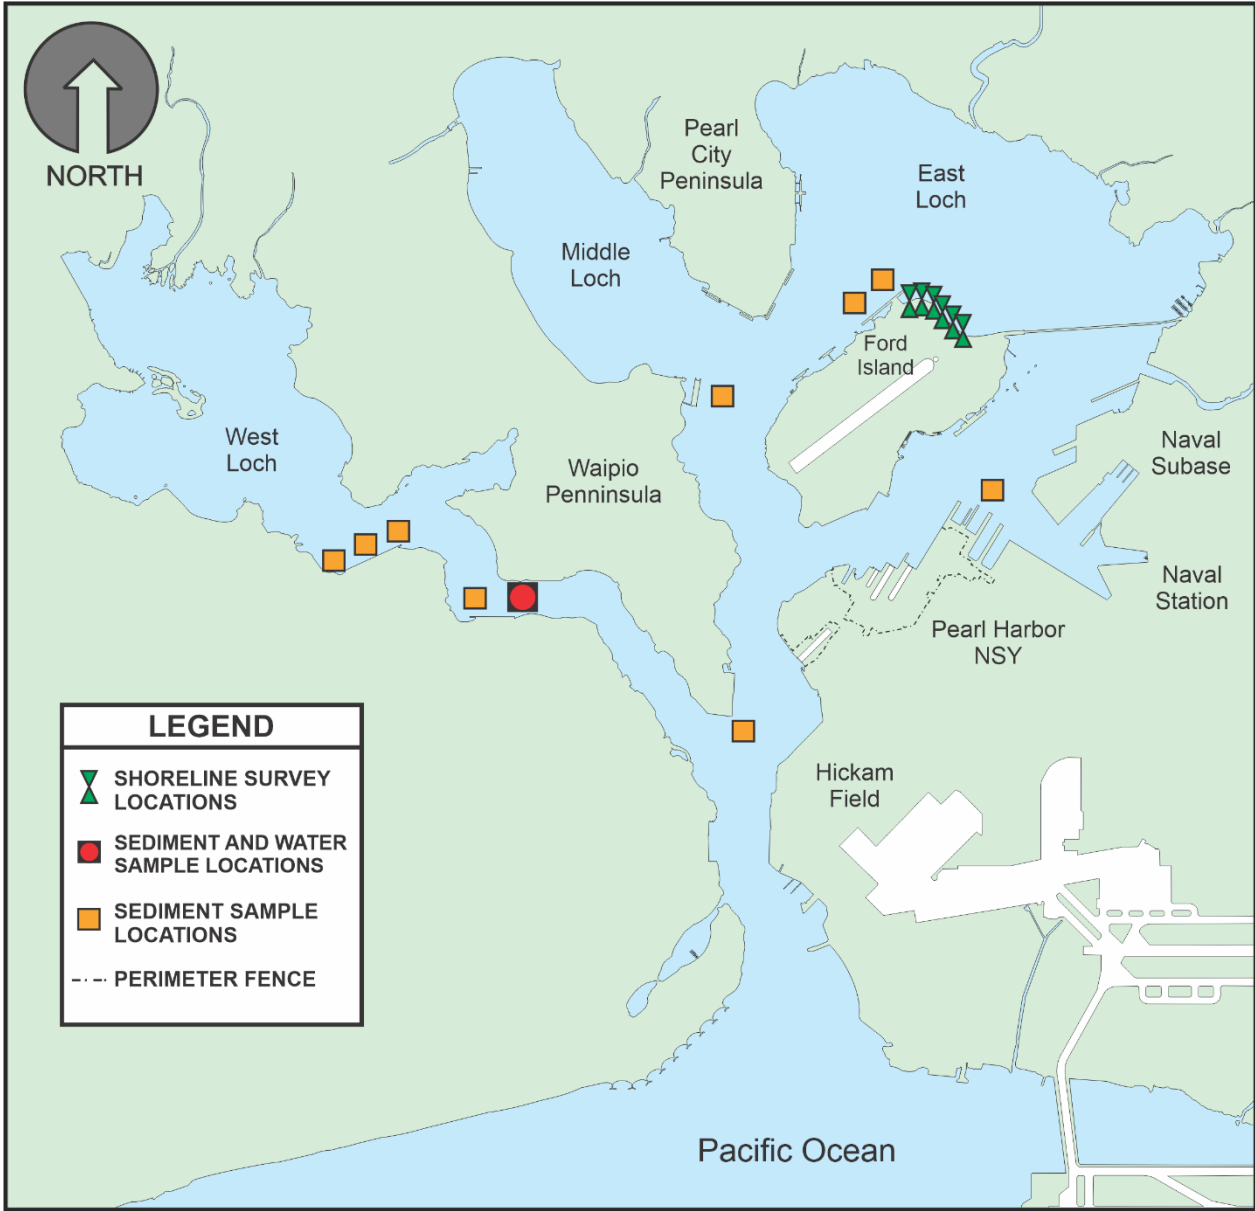 NORTH
Pearl
City
Peninsula
East
Loch
Middle
Loch
Ford
Island
West
Loch
Waipio
Penninsula
Naval
Subase
Naval
Station
Pearl Harbor
NSY
Hickam
Field
LEGEND
SHORELINE SURVEY
LOCATIONS
SEDIMENT AND WATER
SAMPLE LOCATIONS
SEDIMENT SAMPLE
LOCATIONS
PERIMETER FENCE
Pacific Ocean